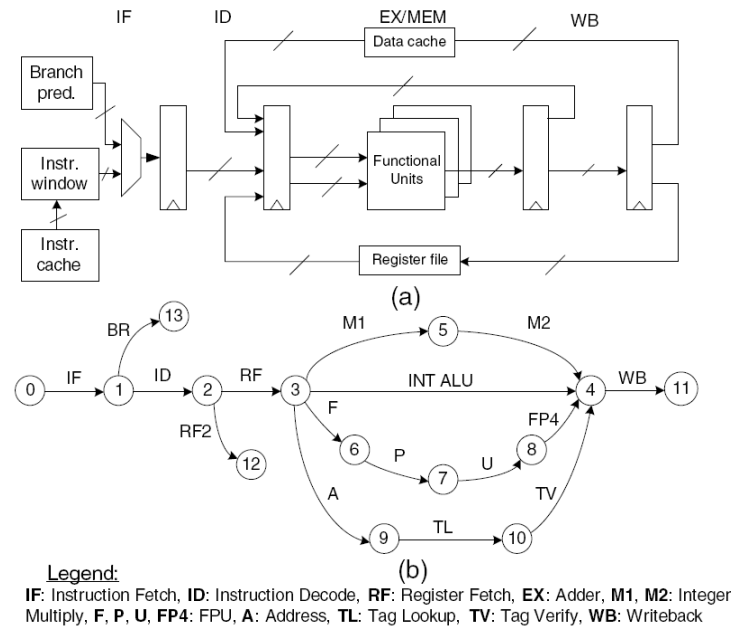 IF ID EX/MEM WB
Data cache
Branch
pred.
Instr.
window
Instr.
cache
Functional
Units
Register file
(a)
BR 13 M1 5 M2
0 IF 1 ID 2 RF 3 INT ALU 4 WB 11
RF2 12 F 6 P 7 U 8 FP4
A 9 TL 10 TV
(b)
Legend:
IF: Instruction Fetch, ID: Instruction Decode, RF: Register Fetch, EX: Adder, M1, M2: Integer
Multiply, F, P, U, FP4: FPU, A: Address, TL: Tag Lookup, TV: Tag Verify, WB: Writeback